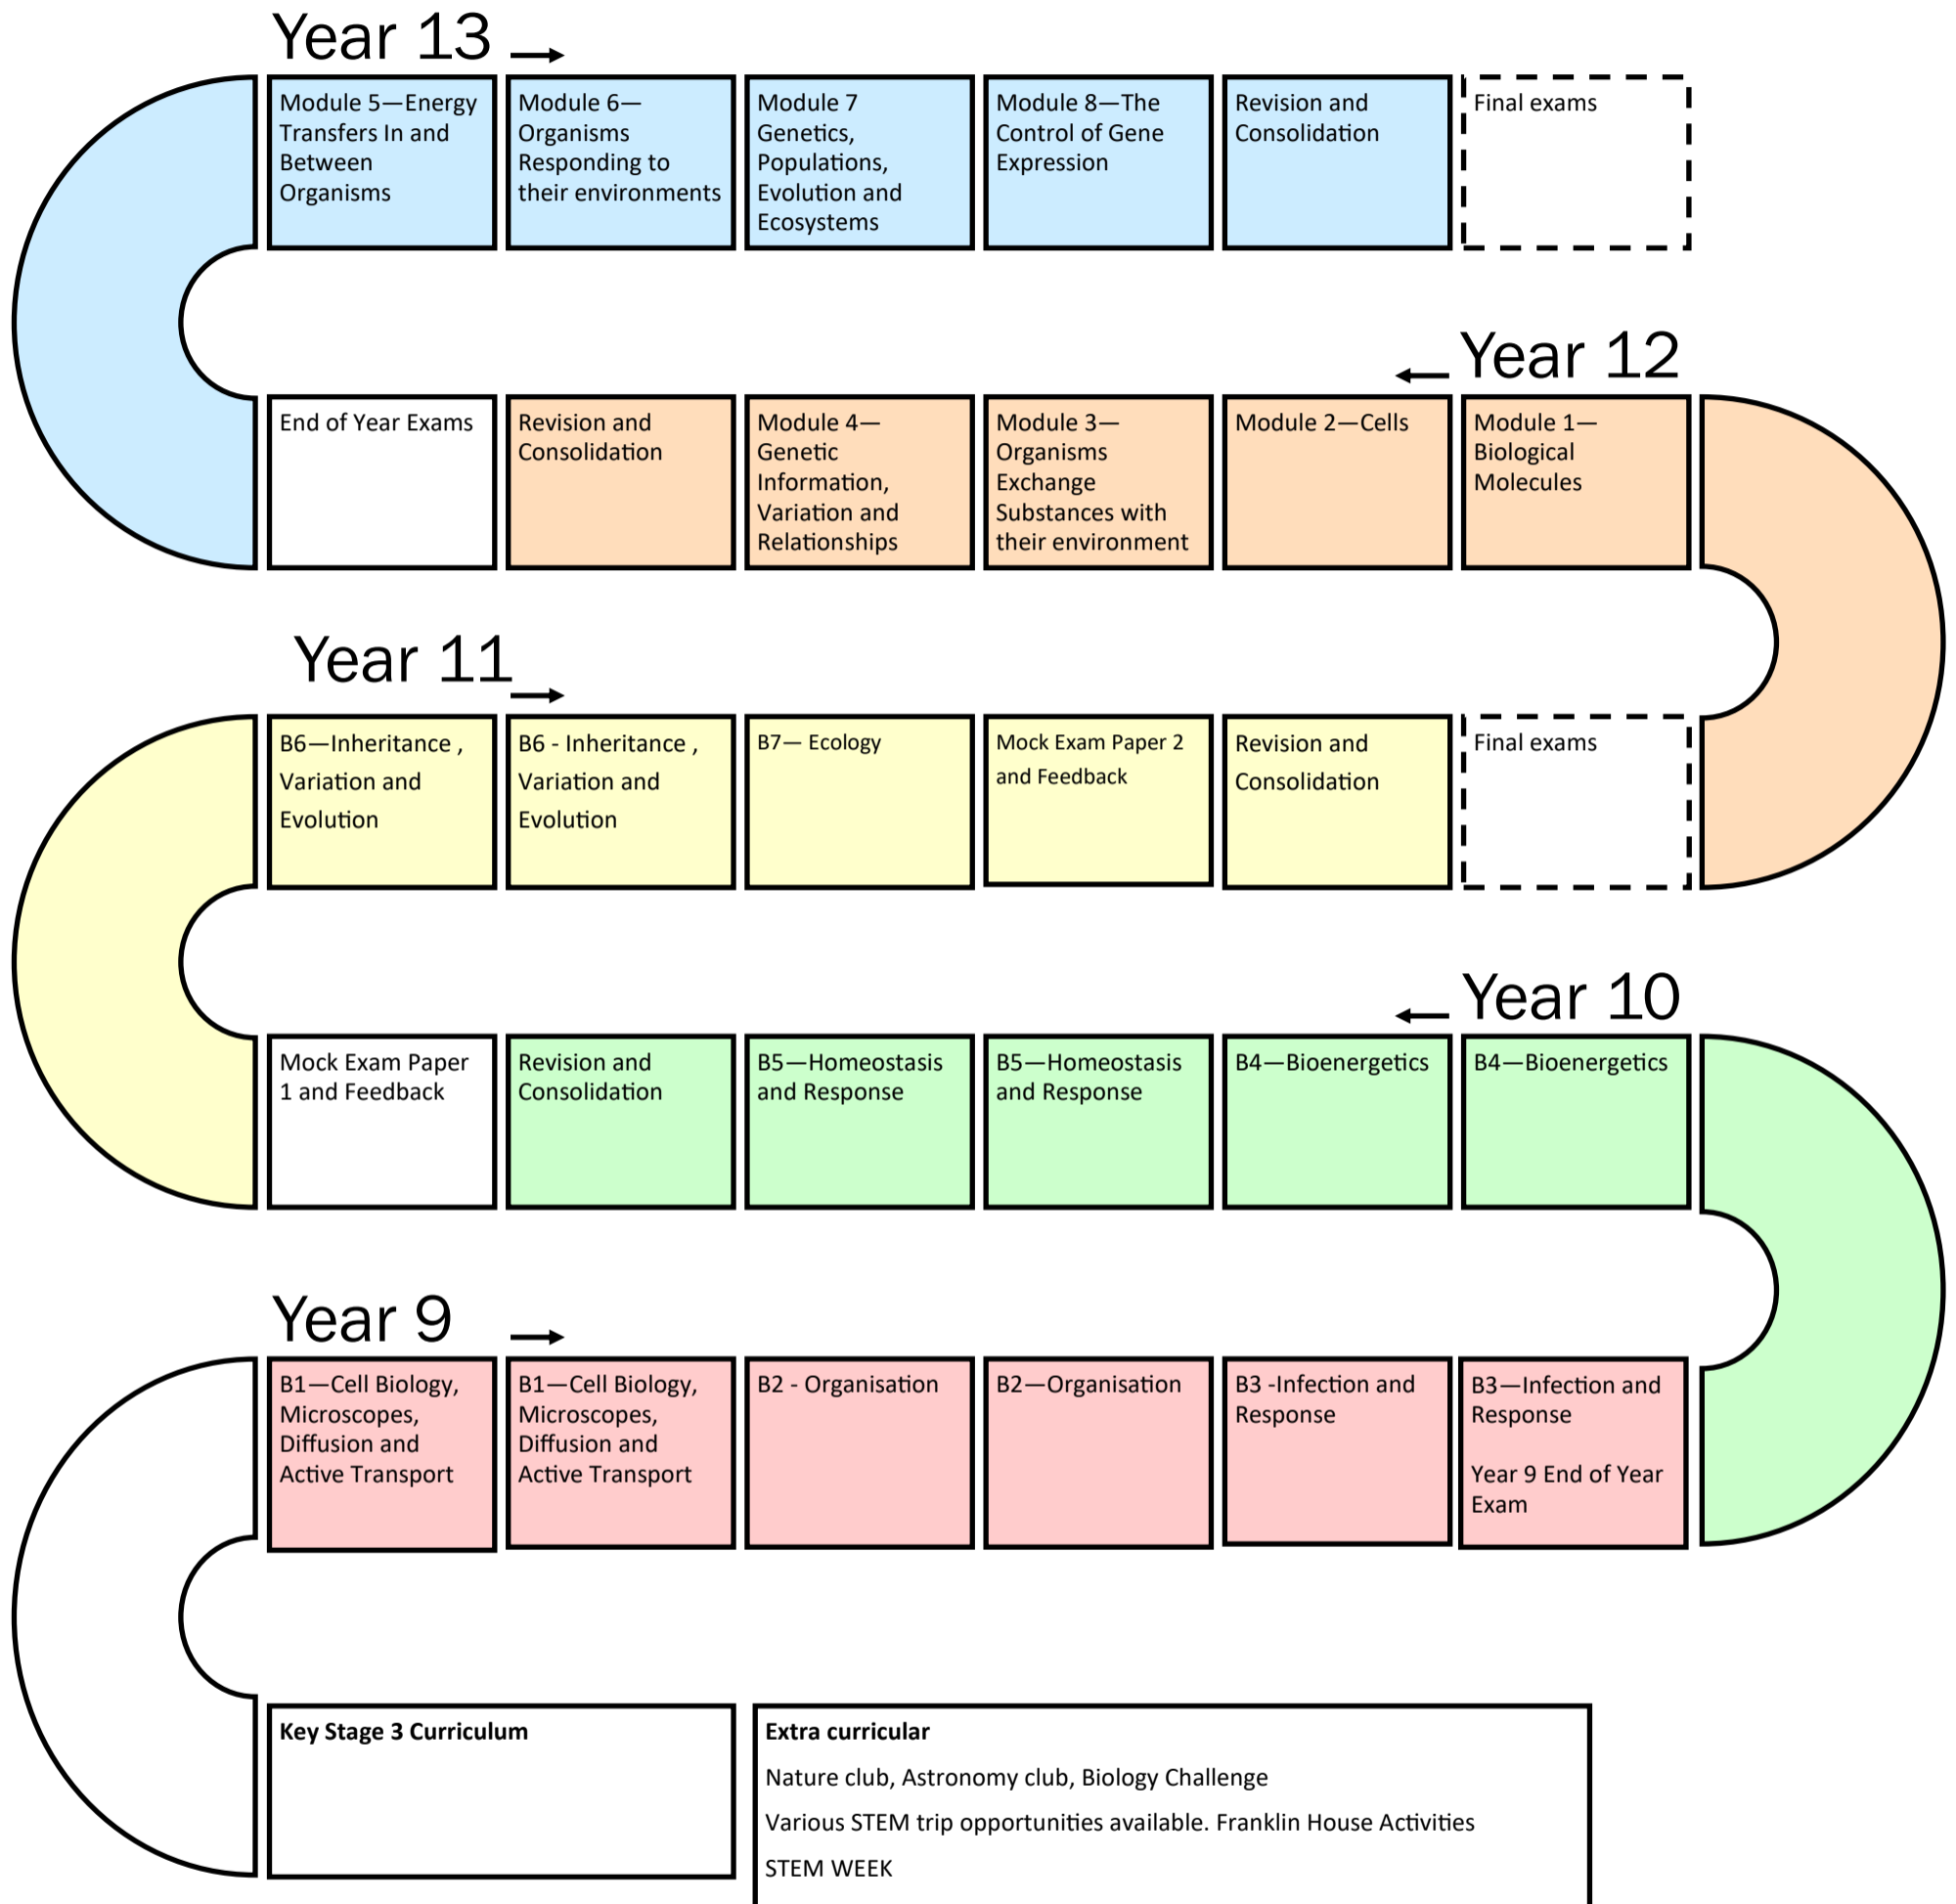 Year 13
Module 5—Energy
Transfers In and
Between
Organisms
Module 6—
Organisms
Responding to
their environments
Module 7
Genetics,
Populations,
Evolution and
Ecosystems
Module 8—The
Control of Gene
Expression
Revision and
Consolidation
Final exams
Year 12
End of Year Exams
Revision and
Consolidation
Module 4—
Genetic
Information,
Variation and
Relationships
Module 3—
Organisms
Exchange
Substances with
their environment
Module 2—Cells
Module 1—
Biological
Molecules
Year 11
B6—Inheritance ,
Variation and
Evolution
B6 - Inheritance ,
Variation and
Evolution
B7— Ecology
Mock Exam Paper 2
and Feedback
Revision and
Consolidation
Final exams
Year 10
Mock Exam Paper
1 and Feedback
Revision and
Consolidation
B5—Homeostasis
and Response
B5—Homeostasis
and Response
B4—Bioenergetics
B4—Bioenergetics
Year 9
B1—Cell Biology,
Microscopes,
Diffusion and
Active Transport
B1—Cell Biology,
Microscopes,
Diffusion and
Active Transport
B2 - Organisation
B2—Organisation
B3 -Infection and
Response
B3—Infection and
Response
Year 9 End of Year
Exam
Key Stage 3 Curriculum
Extra curricular
Nature club, Astronomy club, Biology Challenge
Various STEM trip opportunities available. Franklin House Activities
STEM WEEK